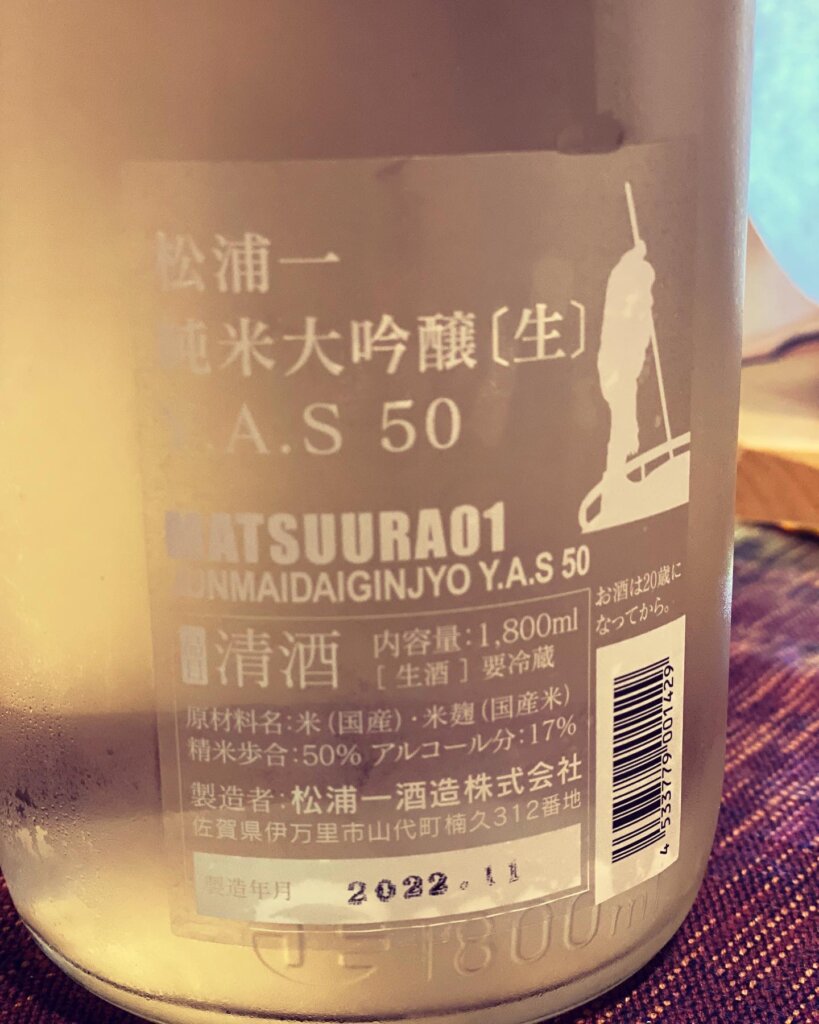 松浦一
純米大吟醸〔生〕
Y.A.S 50
MATSUURA01
JUNMAIDAIGINJYO Y.A.S 50
お酒は20歳に
なってから。
清酒
内容量:1,800ml
[ 生酒 ] 要冷蔵
原材料名:米(国産)・米麹(国産米)
精米歩合:50% アルコール分:17%
製造者:松浦一酒造株式会社
佐賀県伊万里市山代町楠久312番地
製造年月 2022.11
4 533779 001429
1800ml